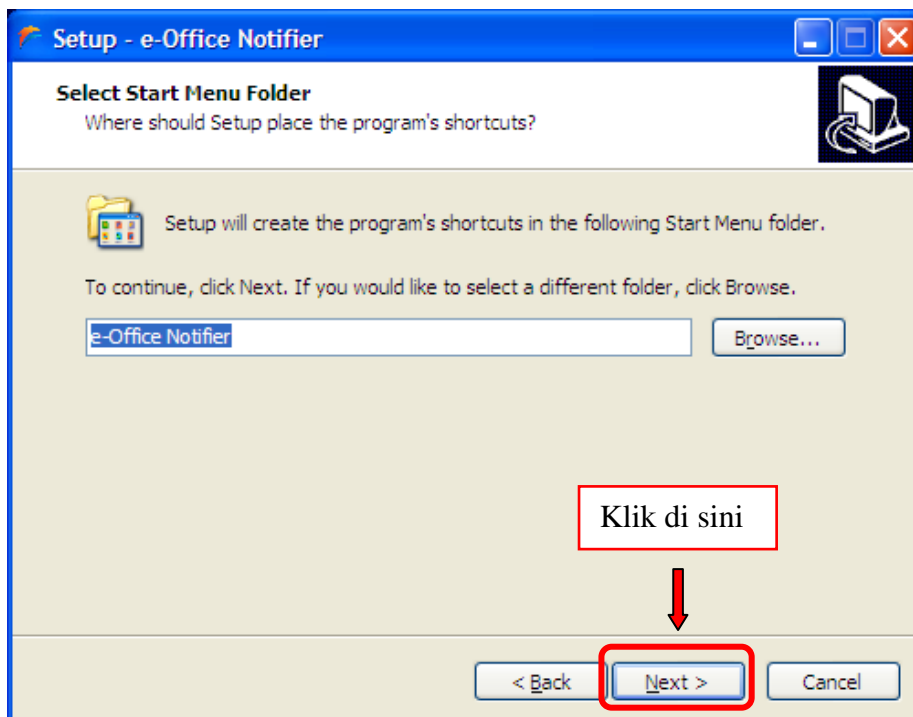 Setup - e-Office Notifier
Select Start Menu Folder
Where should Setup place the program's shortcuts?
Setup will create the program's shortcuts in the following Start Menu folder.
To continue, click Next. If you would like to select a different folder, click Browse.
e-Office Notifier
Browse...
Klik di sini
< Back
Next >
Cancel